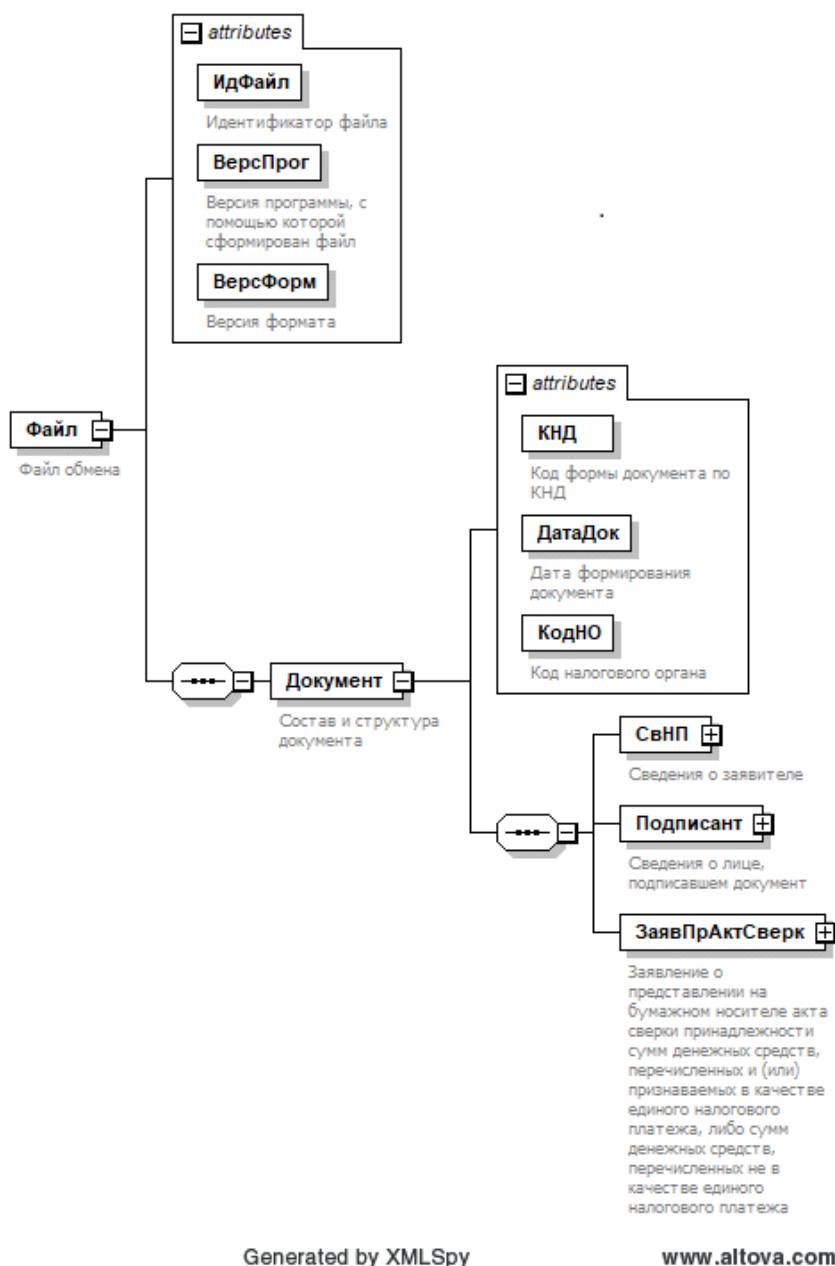 attributes
ИдФайл
Идентификатор файла
ВерсПрог
Версия программы, с
помощью которой
сформирован файл
ВерсФорм
Версия формата
Файл
Файл обмена
attributes
КНД
Код формы документа по
КНД
ДатаДок
Дата формирования
документа
КодНО
Код налогового органа
Документ
Состав и структура
документа
СвНП
Сведения о заявителе
Подписант
Сведения о лице,
подписавшем документ
ЗаявПрАктСверк
Заявление о
представлении на
бумажном носителе акта
сверки принадлежности
сумм денежных средств,
перечисленных и (или)
признаваемых в качестве
единого налогового
платежа, либо сумм
денежных средств,
перечисленных не в
качестве единого
налогового платежа
Generated by XMLSpy
www.altova.com